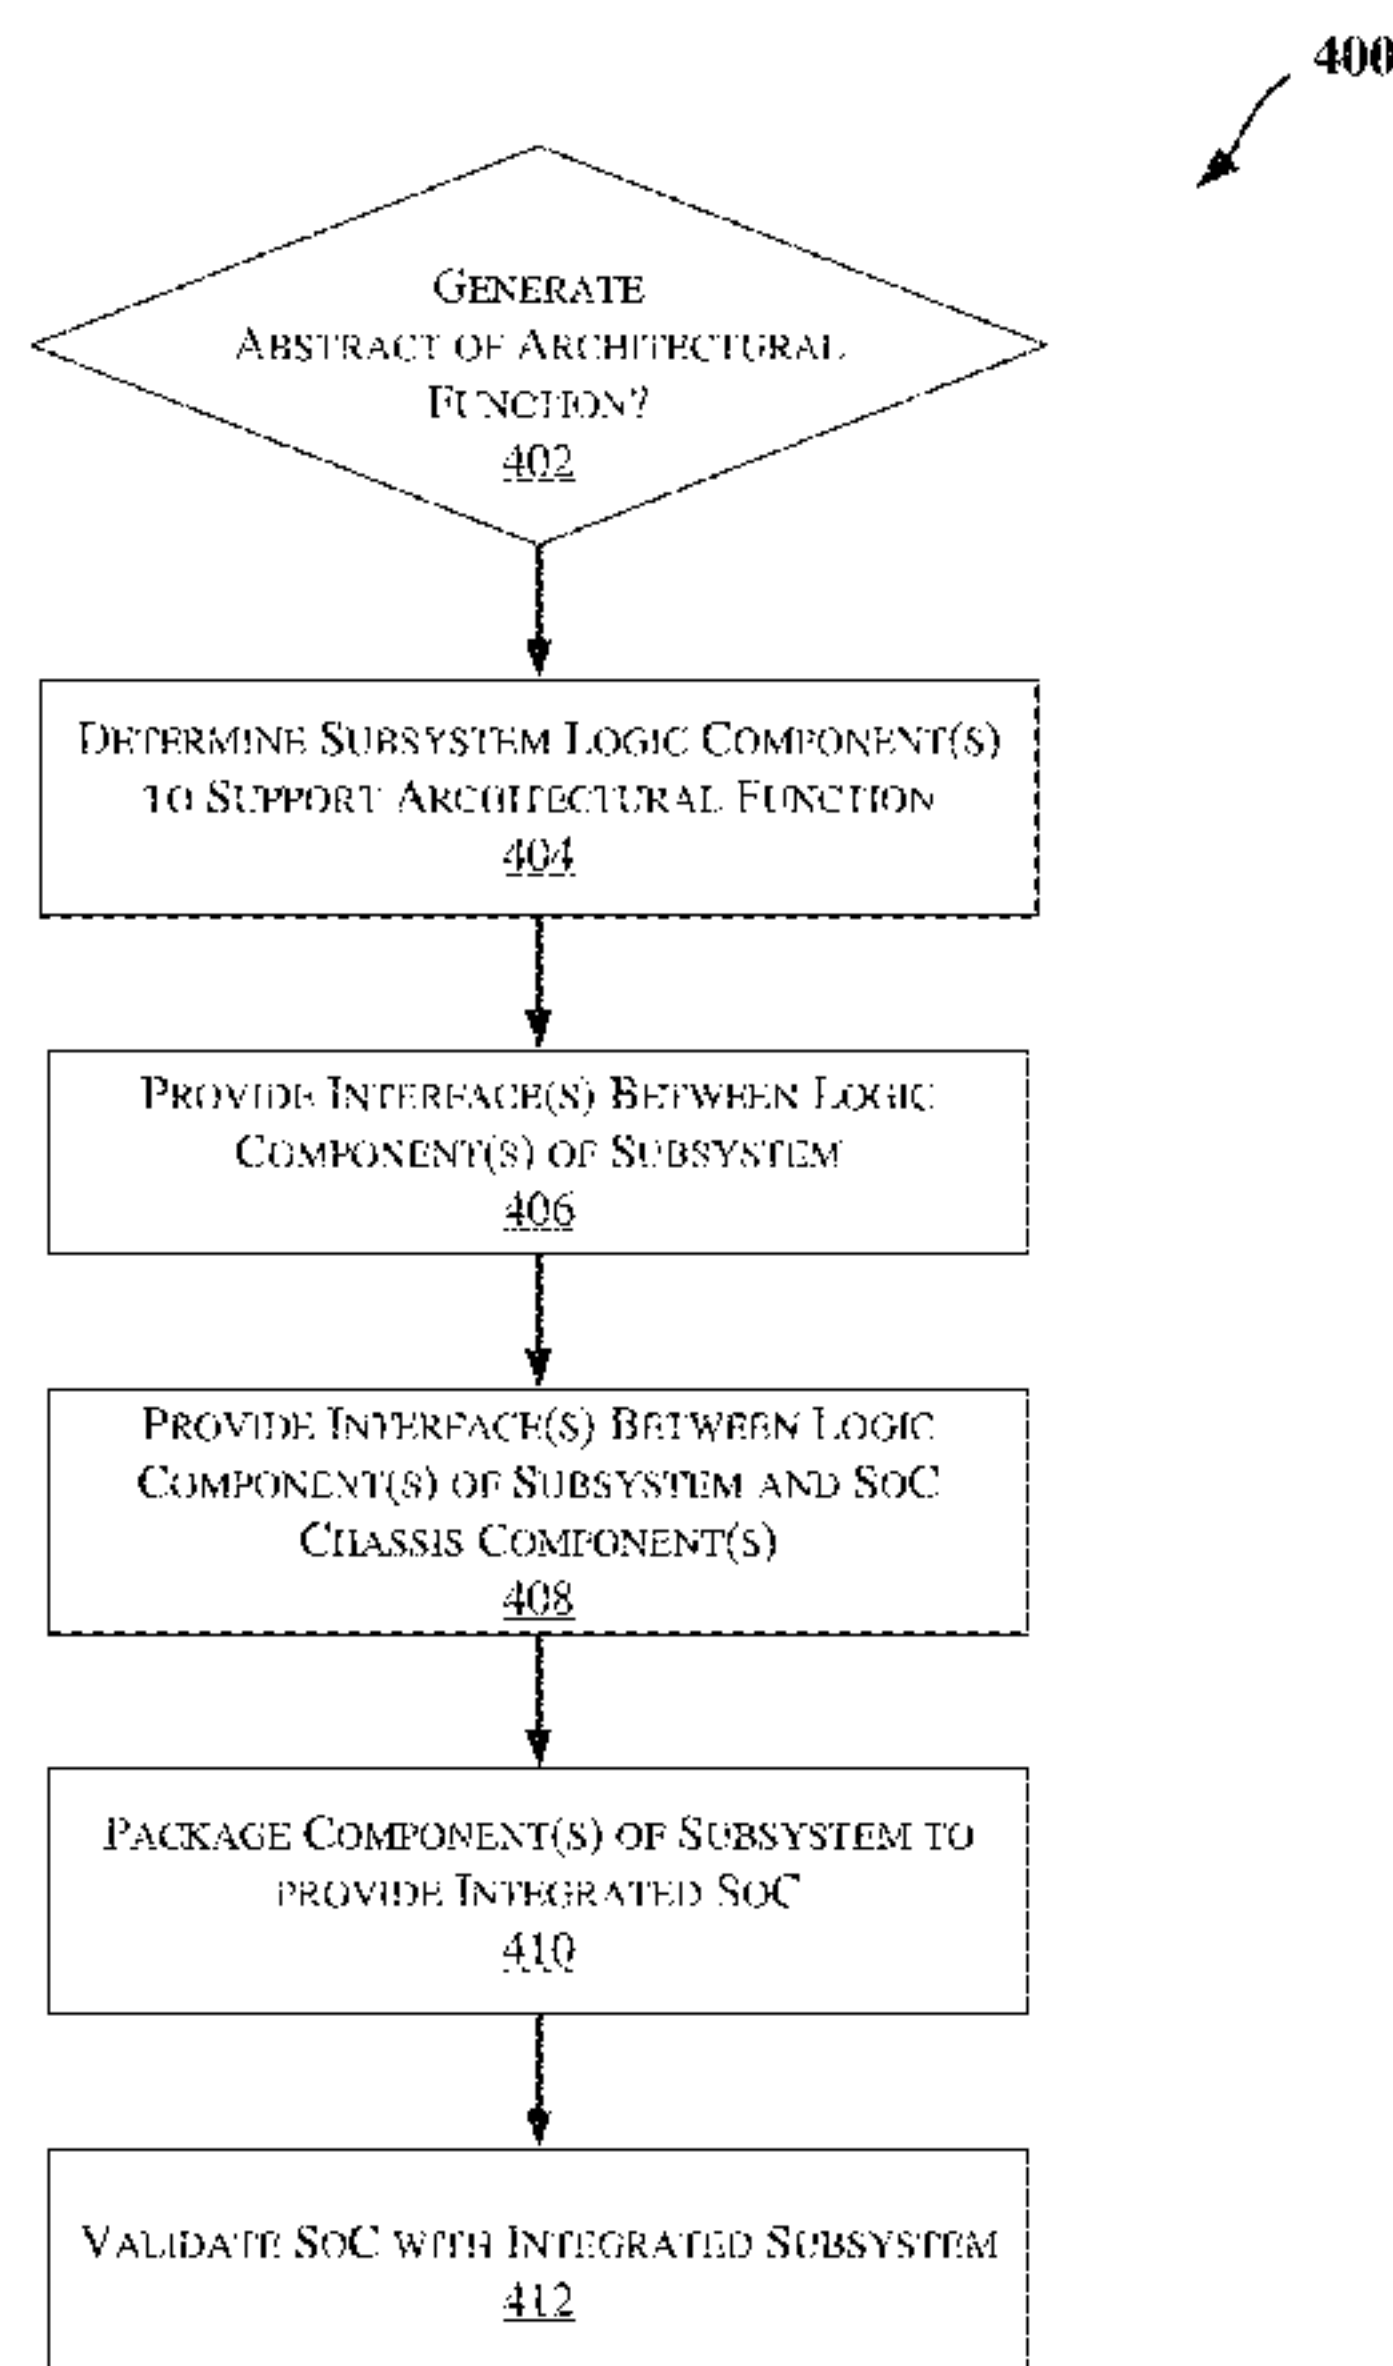 400
GENERATE
ABSTRACT OF ARCHITECTURAL
FUNCTION?
402
DETERMINE SUBSYSTEM LOGIC COMPONENT(S)
TO SUPPORT ARCHITECTURAL FUNCTION
404
PROVIDE INTERFACE(S) BETWEEN LOGIC
COMPONENT(S) OF SUBSYSTEM
406
PROVIDE INTERFACE(S) BETWEEN LOGIC
COMPONENT(S) OF SUBSYSTEM AND SOC
CHASSIS COMPONENT(S)
408
PACKAGE COMPONENT(S) OF SUBSYSTEM TO
PROVIDE INTEGRATED SOC
410
VALIDATE SOC WITH INTEGRATED SUBSYSTEM
412